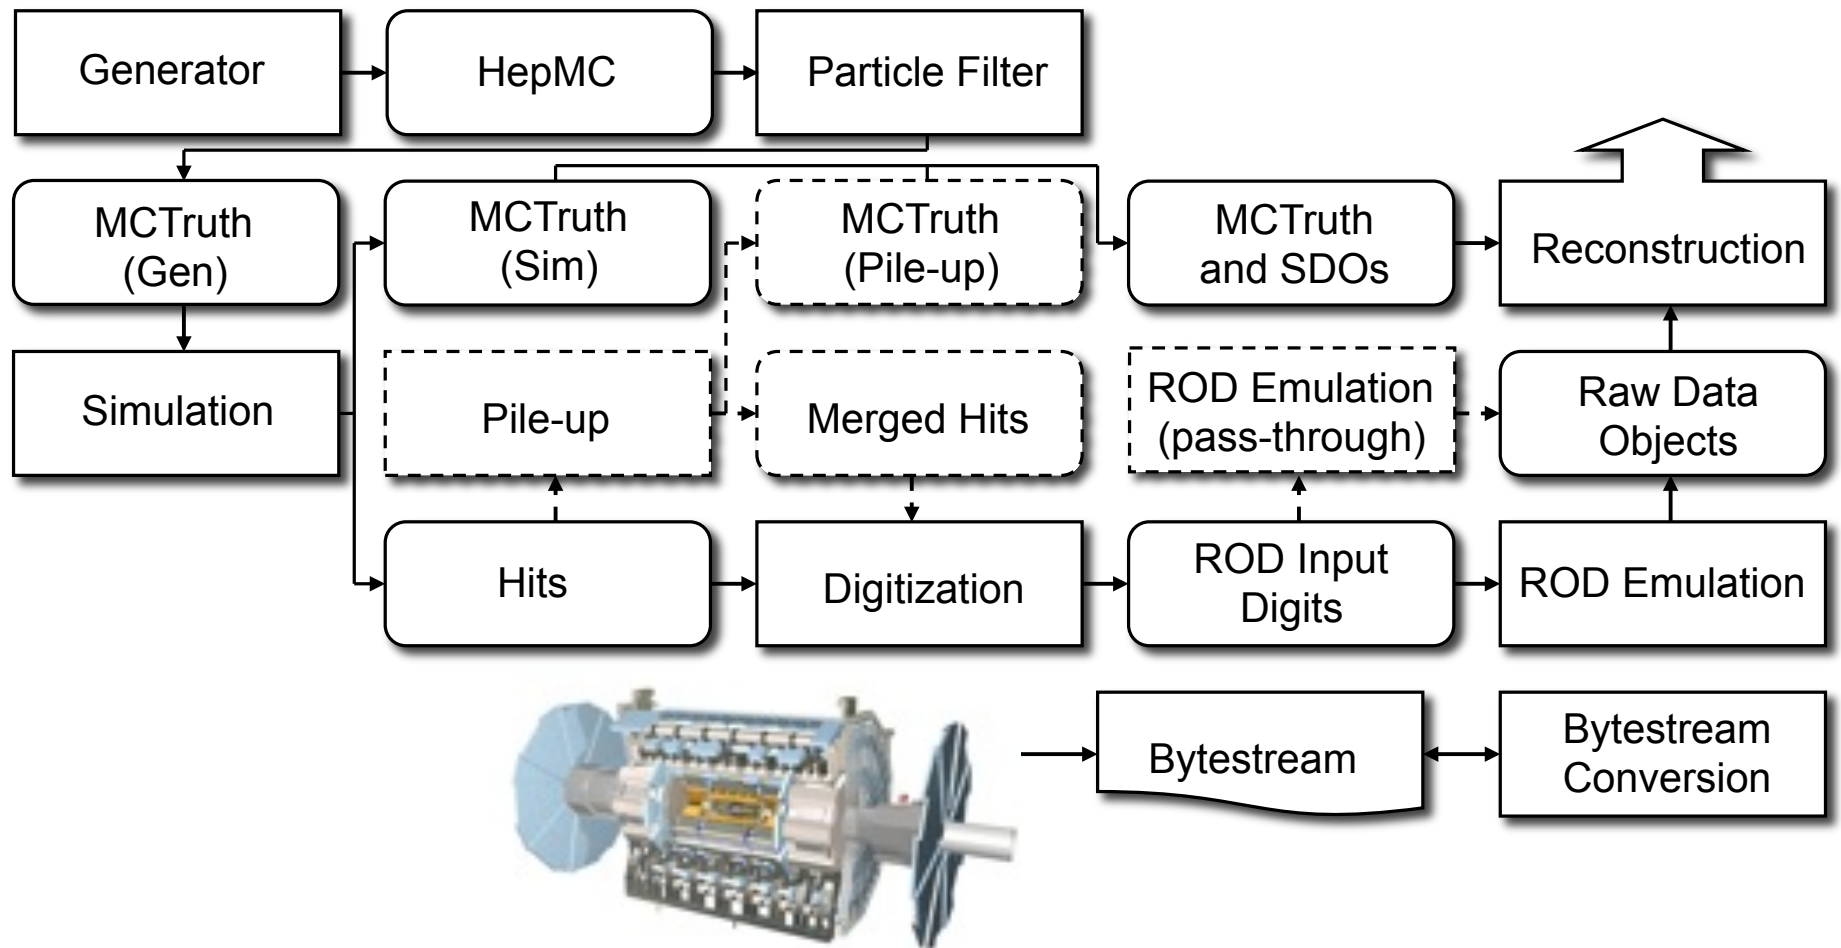 Generator
HepMC
Particle Filter
MCTruth
(Gen)
MCTruth
(Sim)
MCTruth
(Pile-up)
MCTruth
and SDOs
Reconstruction
Simulation
Pile-up
Merged Hits
ROD Emulation
(pass-through)
Raw Data
Objects
Hits
Digitization
ROD Input
Digits
ROD Emulation
Bytestream
Bytestream
Conversion